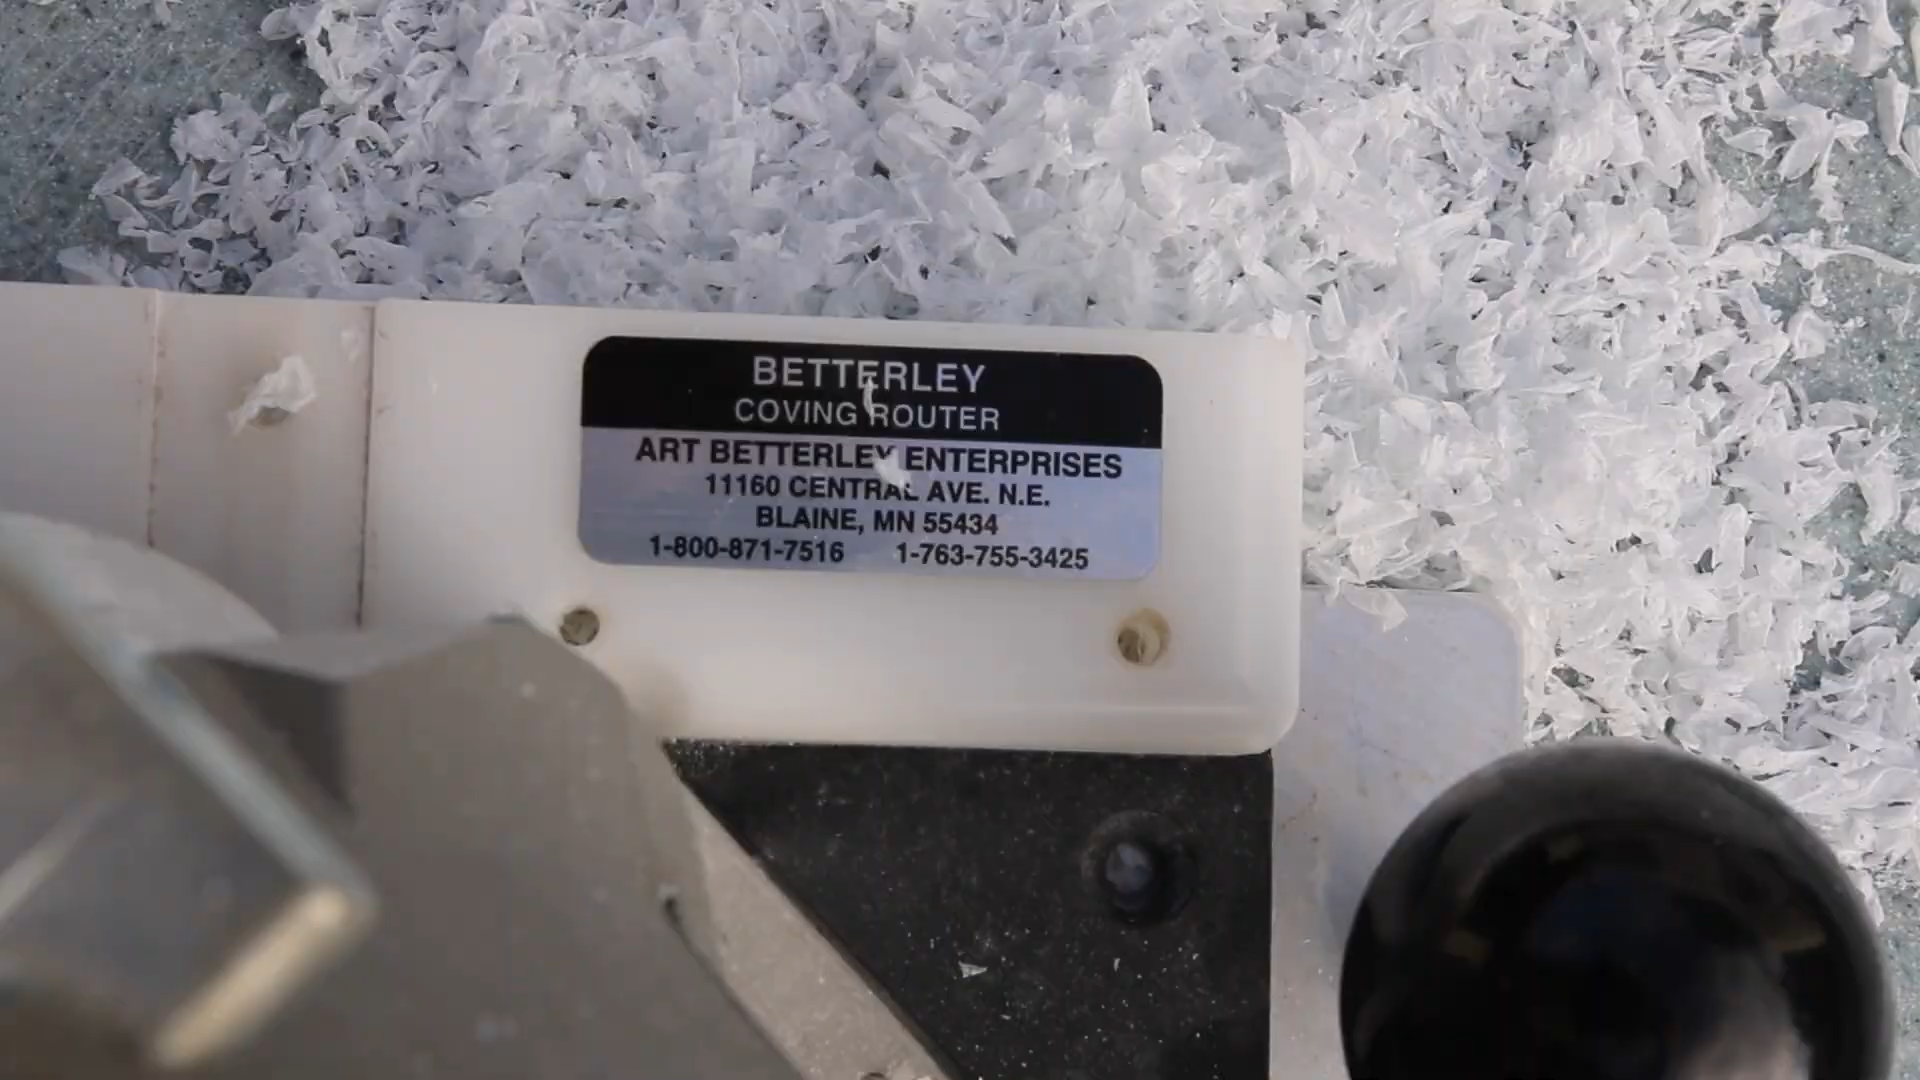 BETTERLEY
COVING ROUTER
ART BETTERLEY ENTERPRISES
11160 CENTRAL AVE. N.E.
BLAINE, MN 55434
1-800-871-7516 1-763-755-3425